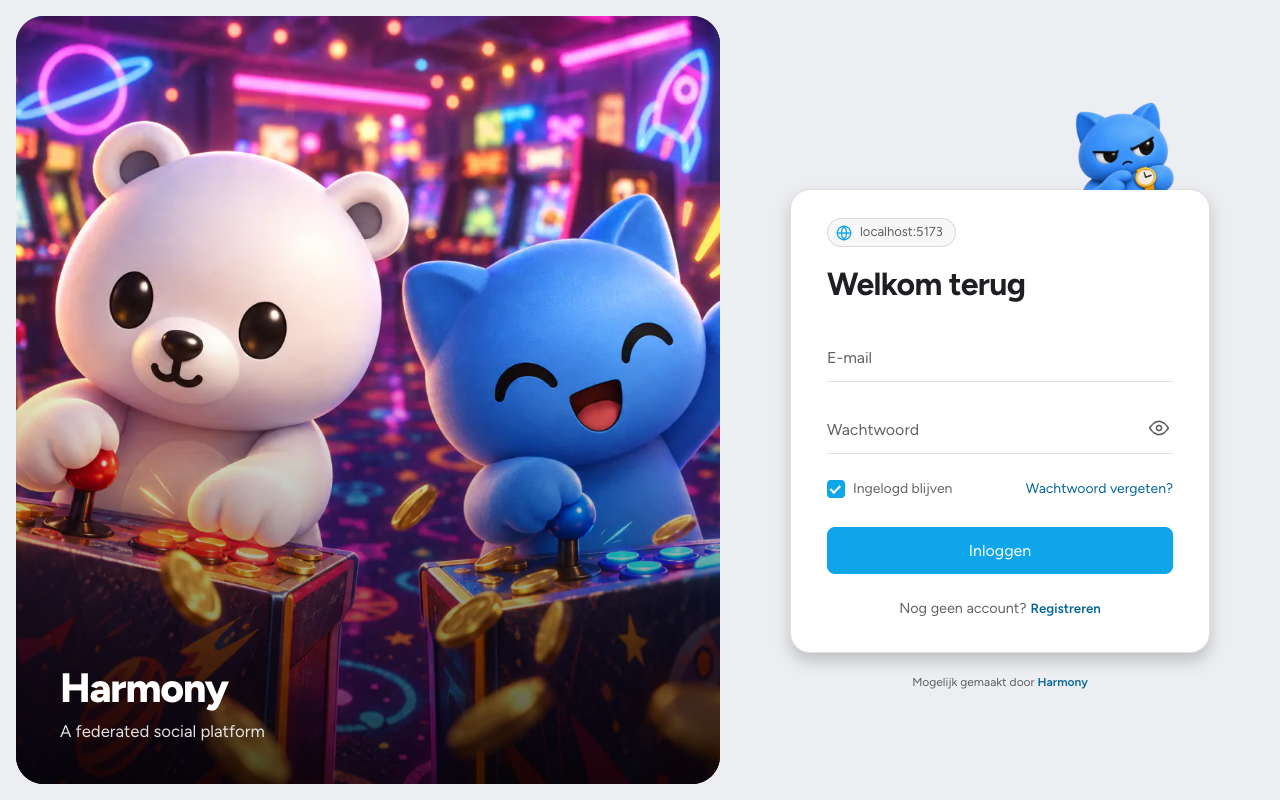 Harmony
A federated social platform
localhost:5173
Welkom terug
E-mail
Wachtwoord
Ingelogd blijven
Wachtwoord vergeten?
Inloggen
Nog geen account? Registreren
Mogelijk gemaakt door Harmony